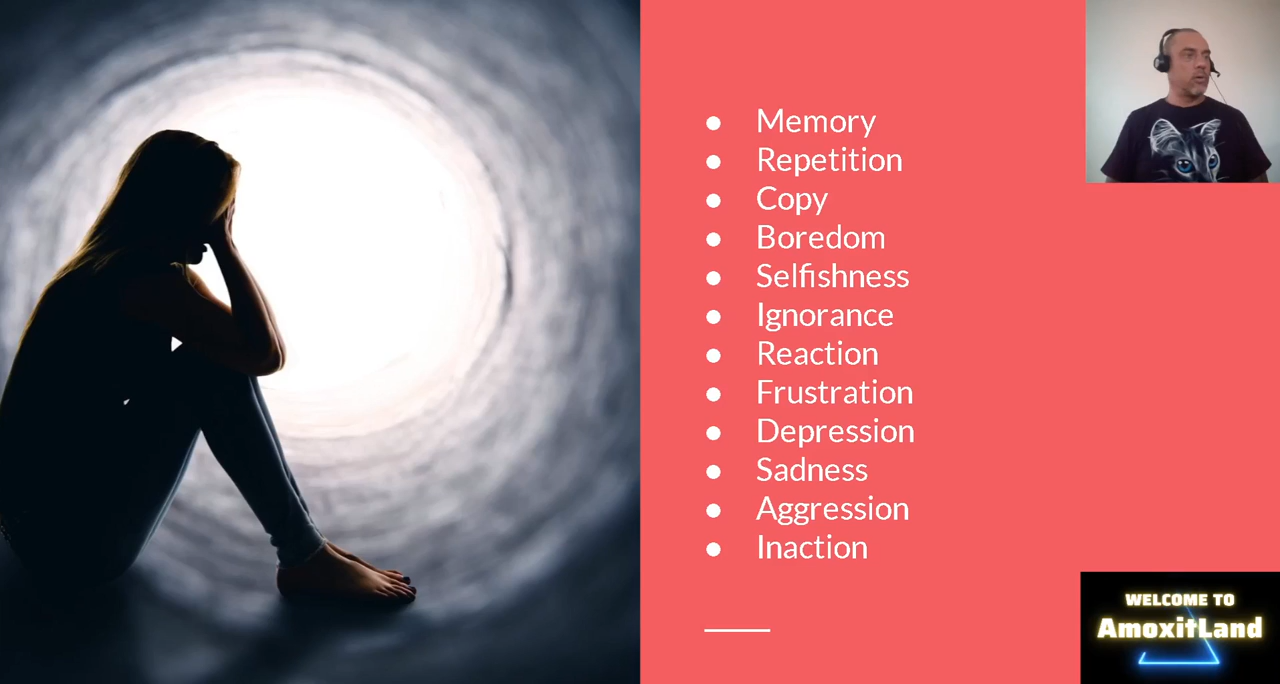 Memory
Repetition
Copy
Boredom
Selfishness
Ignorance
Reaction
Frustration
Depression
Sadness
Aggression
Inaction
WELCOME TO
AmoxitLand